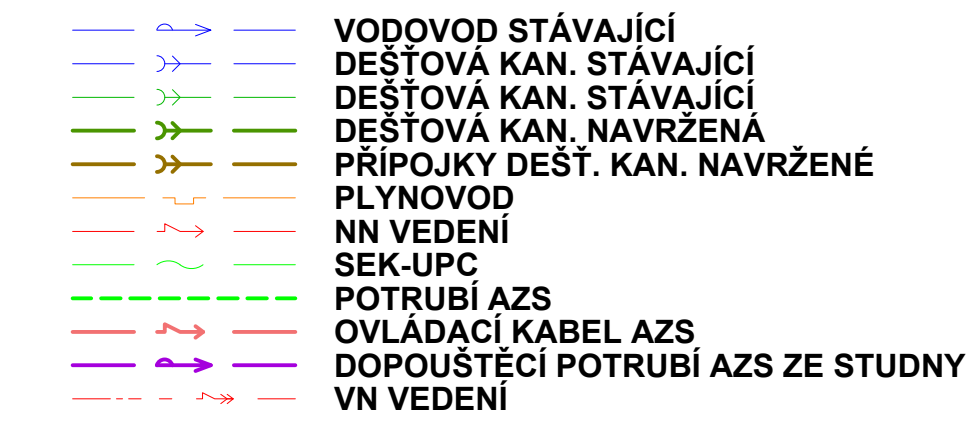 VODOVOD STÁVAJÍCÍ
DEŠŤOVÁ KAN. STÁVAJÍCÍ
DEŠŤOVÁ KAN. STÁVAJÍCÍ
DEŠŤOVÁ KAN. NAVRŽENÁ
PŘÍPOJKY DEŠŤ. KAN. NAVRŽENÉ
PLYNOVOD
NN VEDENÍ
SEK-UPC
POTRUBÍ AZS
OVLÁDACÍ KABEL AZS
DOPOUŠTĚCÍ POTRUBÍ AZS ZE STUDNY
VN VEDENÍ